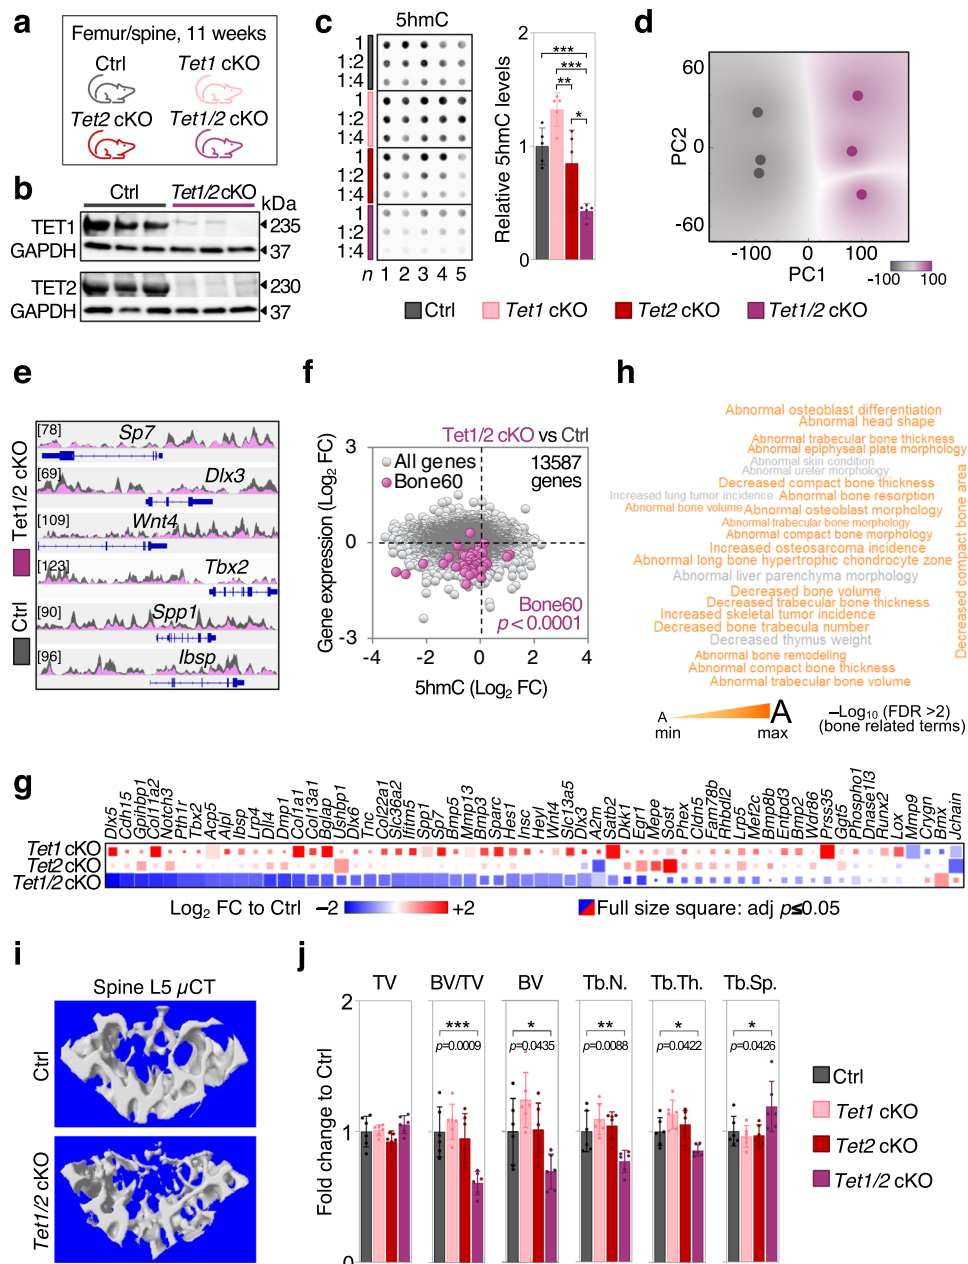 a
Femur/spine, 11 weeks
Ctrl
Tet1 cKO
Tet2 cKO
Tet1/2 cKO
b
Ctrl Tet1/2 cKO
kDa
TET1 235
GAPDH 37
TET2 230
GAPDH 37
c
5hmC
1
1:2
1:4
1
1:2
1:4
1
1:2
1:4
1
1:2
1:4
n 1 2 3 4 5
Relative 5hmC levels
2
1
0
***
***
**
*
d
PC2
60
0
-60
-100 0 100
PC1
-100 100
Ctrl Tet1 cKO Tet2 cKO Tet1/2 cKO
e
Ctrl Tet1/2 cKO
[78] Sp7
[69] Dlx3
[109] Wnt4
[123] Tbx2
[90] Spp1
[96] Ibsp
f
Tet1/2 cKO vs Ctrl
Gene expression (Log2 FC)
3
0
-3
All genes
Bone60
13587
genes
Bone60
p < 0.0001
-4 -2 0 2 4
5hmC (Log2 FC)
h
Abnormal osteoblast differentiation
Abnormal head shape
Abnormal trabecular bone thickness
Abnormal epiphyseal plate morphology
Abnormal skin condition
Abnormal ureter morphology
Decreased compact bone thickness
Increased lung tumor incidence Abnormal bone resorption
Abnormal bone volume Abnormal osteoblast morphology
Abnormal trabecular bone morphology
Abnormal compact bone morphology
Increased osteosarcoma incidence
Abnormal long bone hypertrophic chondrocyte zone
Abnormal liver parenchyma morphology
Decreased bone volume
Decreased trabecular bone thickness
Increased skeletal tumor incidence
Decreased bone trabecula number
Decreased thymus weight
Abnormal bone remodeling
Abnormal compact bone thickness
Abnormal trabecular bone volume
Decreased compact bone area
A A
min max
–Log10 (FDR >2)
(bone related terms)
g
Dlx5 Cdh15 Gpihbp1 Col11a2 Notch3 Pth1r Tbx2 Acp5 Alpl Ibsp Lrp4 Dll4 Dmp1 Col1a1 Col13a1 Bglap Ushbp1 Dlx6 Tnc Col22a1 Slc36a2 Ifitm5 Spp1 Sp7 Bmp5 Mmp13 Bmp3 Sparc Hes1 Insc Heyl Wnt4 Slc13a5 Dlx3 A2m Satb2 Dkk1 Egr1 Mepe Sost Phex Cldn5 Fam78b Rhbdl2 Lrp5 Mef2c Bmp8b Entpd3 Bmp2 Wdr86 Prss35 Ggt5 Phospho1 Dnase1l3 Runx2 Lox Mmp9 Crygn Bmx Jchain
Tet1 cKO
Tet2 cKO
Tet1/2 cKO
Log2 FC to Ctrl –2 +2
Full size square: adj p≤0.05
i
Spine L5 µCT
Ctrl
Tet1/2 cKO
j
Fold change to Ctrl
2
1
0
TV BV/TV BV Tb.N. Tb.Th. Tb.Sp.
*** * ** * *
p=0.0009 p=0.0435 p=0.0088 p=0.0422 p=0.0426
Ctrl
Tet1 cKO
Tet2 cKO
Tet1/2 cKO